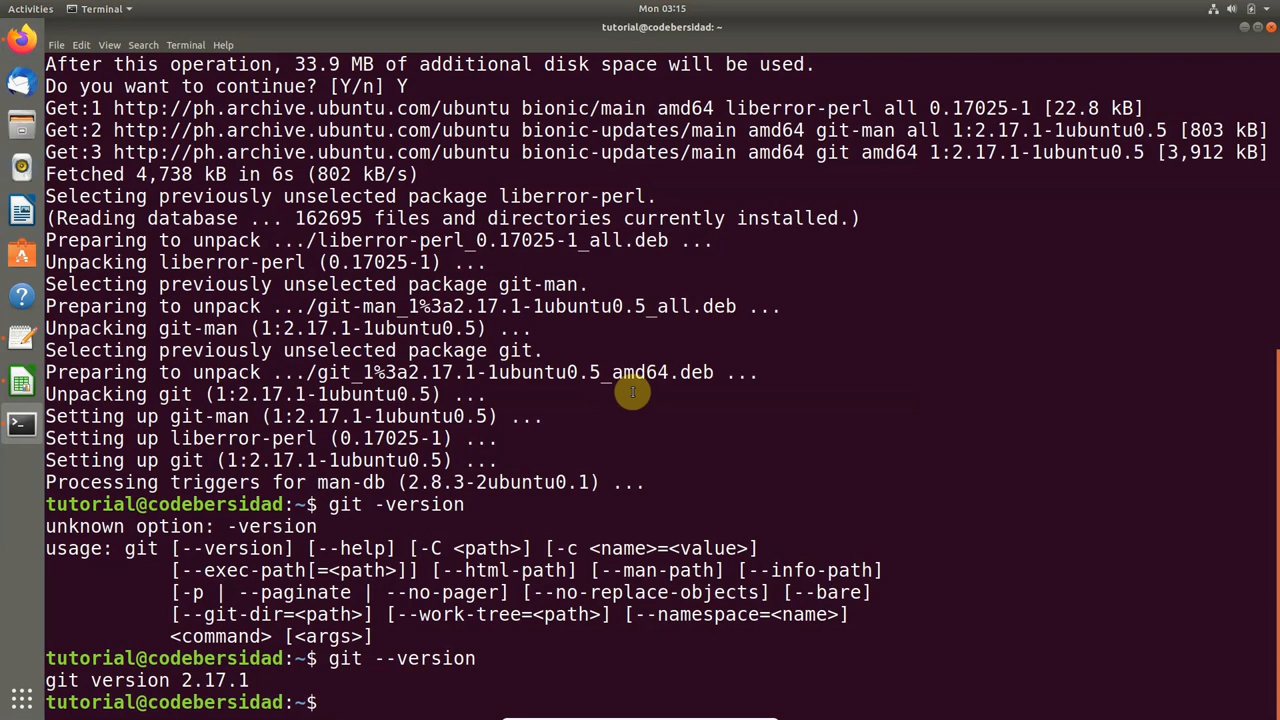 Activities Terminal Mon 03:15
tutorial@codebersidad: ~
File Edit View Search Terminal Help
After this operation, 33.9 MB of additional disk space will be used.
Do you want to continue? [Y/n] Y
Get:1 http://ph.archive.ubuntu.com/ubuntu bionic/main amd64 liberror-perl all 0.17025-1 [22.8 kB]
Get:2 http://ph.archive.ubuntu.com/ubuntu bionic-updates/main amd64 git-man all 1:2.17.1-1ubuntu0.5 [803 kB]
Get:3 http://ph.archive.ubuntu.com/ubuntu bionic-updates/main amd64 git amd64 1:2.17.1-1ubuntu0.5 [3,912 kB]
Fetched 4,738 kB in 6s (802 kB/s)
Selecting previously unselected package liberror-perl.
(Reading database ... 162695 files and directories currently installed.)
Preparing to unpack .../liberror-perl_0.17025-1_all.deb ...
Unpacking liberror-perl (0.17025-1) ...
Selecting previously unselected package git-man.
Preparing to unpack .../git-man_1%3a2.17.1-1ubuntu0.5_all.deb ...
Unpacking git-man (1:2.17.1-1ubuntu0.5) ...
Selecting previously unselected package git.
Preparing to unpack .../git_1%3a2.17.1-1ubuntu0.5_amd64.deb ...
Unpacking git (1:2.17.1-1ubuntu0.5) ...
Setting up git-man (1:2.17.1-1ubuntu0.5) ...
Setting up liberror-perl (0.17025-1) ...
Setting up git (1:2.17.1-1ubuntu0.5) ...
Processing triggers for man-db (2.8.3-2ubuntu0.1) ...
tutorial@codebersidad:~$ git -version
unknown option: -version
usage: git [--version] [--help] [-C <path>] [-c <name>=<value>]
[--exec-path[=<path>]] [--html-path] [--man-path] [--info-path]
[-p | --paginate | --no-pager] [--no-replace-objects] [--bare]
[--git-dir=<path>] [--work-tree=<path>] [--namespace=<name>]
<command> [<args>]
tutorial@codebersidad:~$ git --version
git version 2.17.1
tutorial@codebersidad:~$